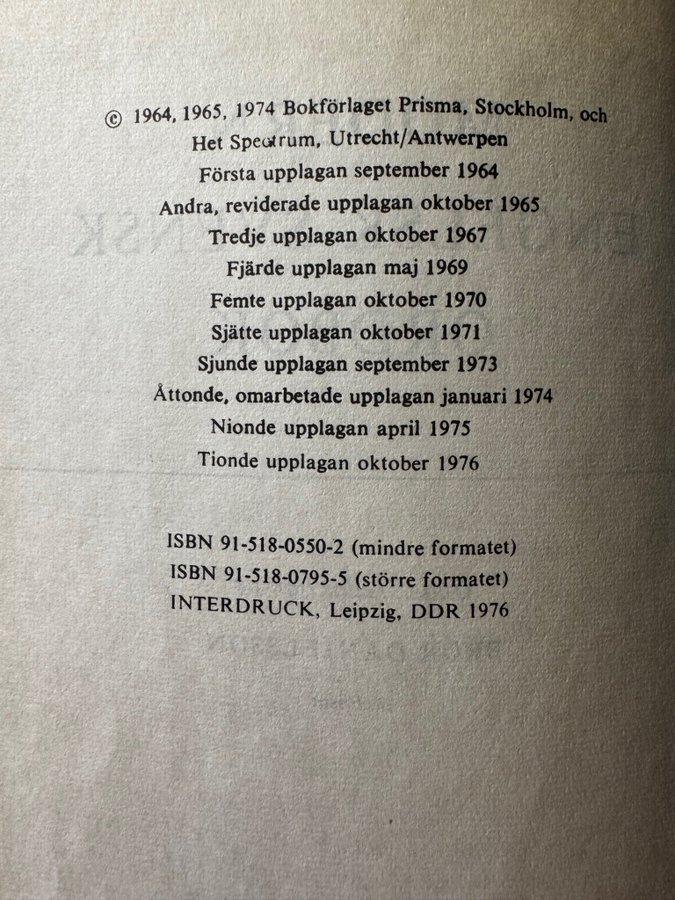 © 1964, 1965, 1974 Bokförlaget Prisma, Stockholm, och
Het Spectrum, Utrecht/Antwerpen
Första upplagan september 1964
Andra, reviderade upplagan oktober 1965
Tredje upplagan oktober 1967
Fjärde upplagan maj 1969
Femte upplagan oktober 1970
Sjätte upplagan oktober 1971
Sjunde upplagan september 1973
Åttonde, omarbetade upplagan januari 1974
Nionde upplagan april 1975
Tionde upplagan oktober 1976
ISBN 91-518-0550-2 (mindre formatet)
ISBN 91-518-0795-5 (större formatet)
INTERDRUCK, Leipzig, DDR 1976